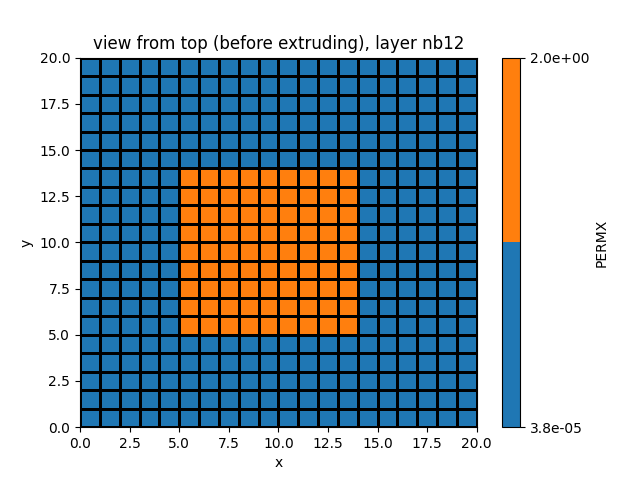 view from top (before extruding), layer nb12
20.0
17.5
15.0
12.5
10.0
7.5
5.0
2.5
0.0
y
0.0 2.5 5.0 7.5 10.0 12.5 15.0 17.5 20.0
x
2.0e+00
3.8e-05
PERMX